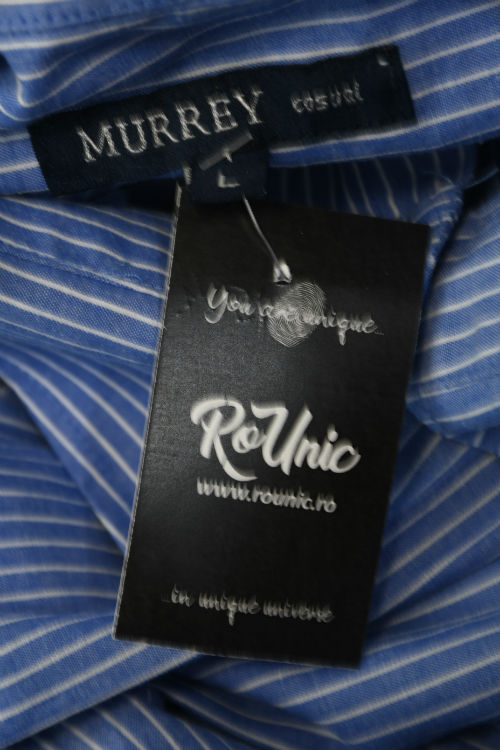 MURREY casual
L
You are unique...
RoUnic
www.rounic.ro
...in unique universe